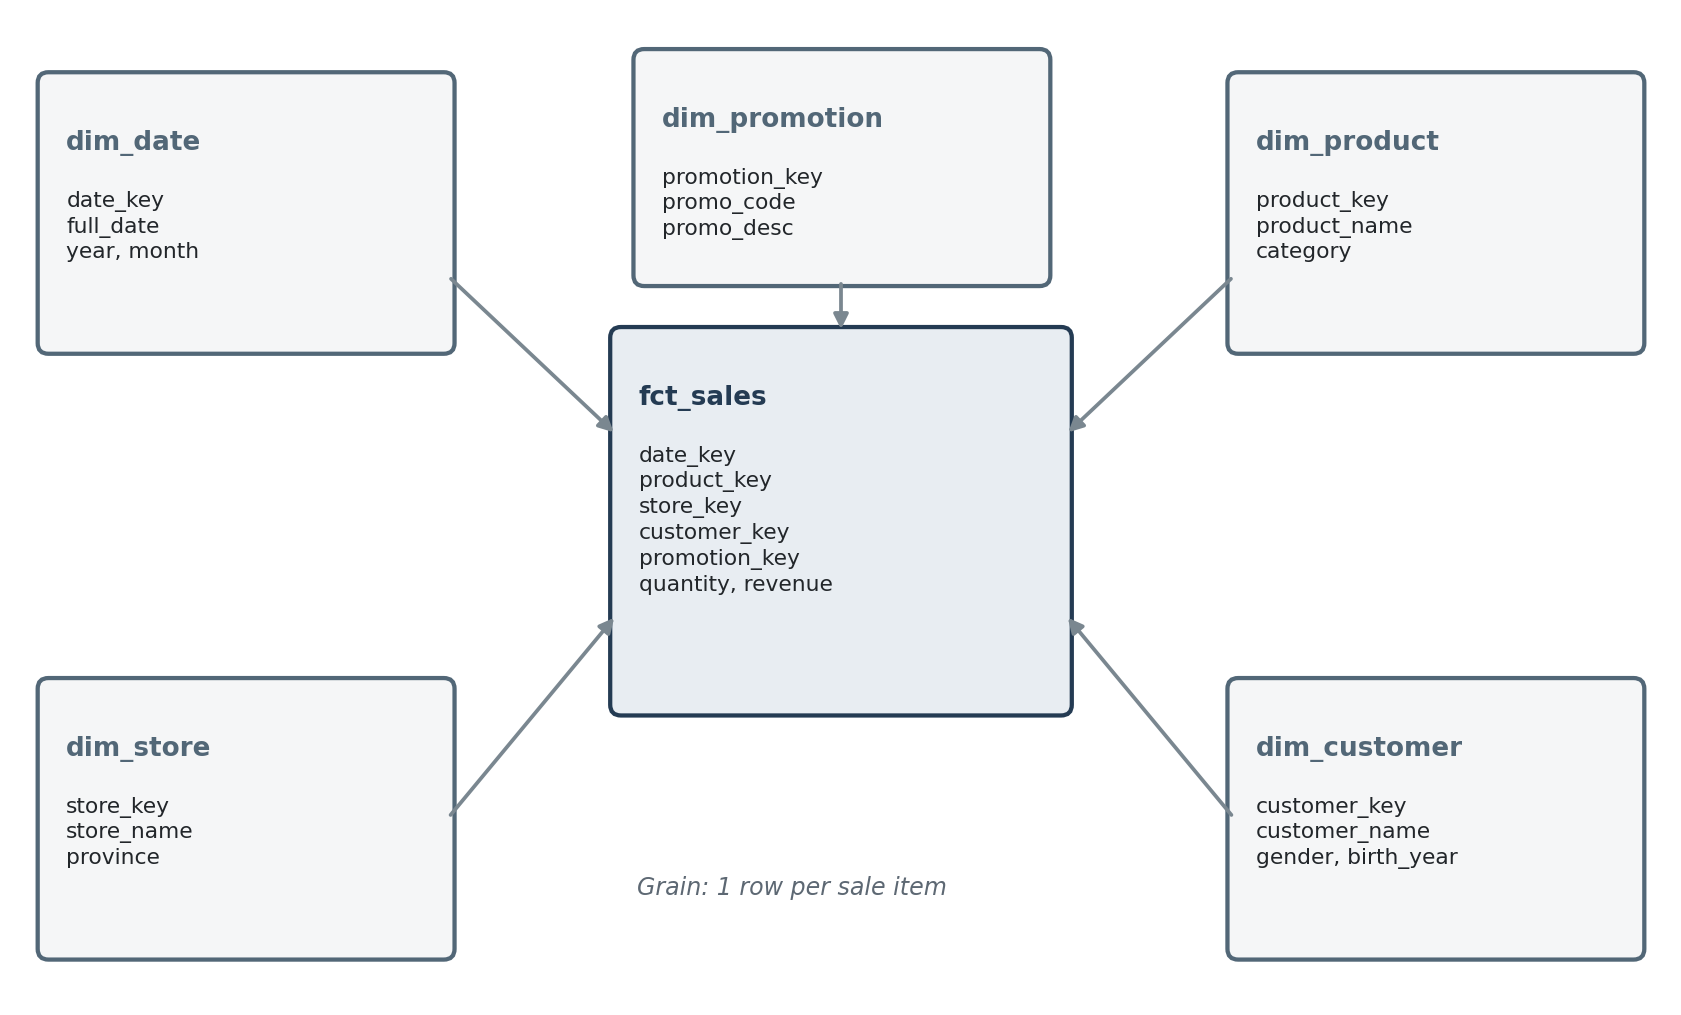 dim_date
date_key
full_date
year, month
dim_promotion
promotion_key
promo_code
promo_desc
dim_product
product_key
product_name
category
fct_sales
date_key
product_key
store_key
customer_key
promotion_key
quantity, revenue
dim_store
store_key
store_name
province
dim_customer
customer_key
customer_name
gender, birth_year
Grain: 1 row per sale item